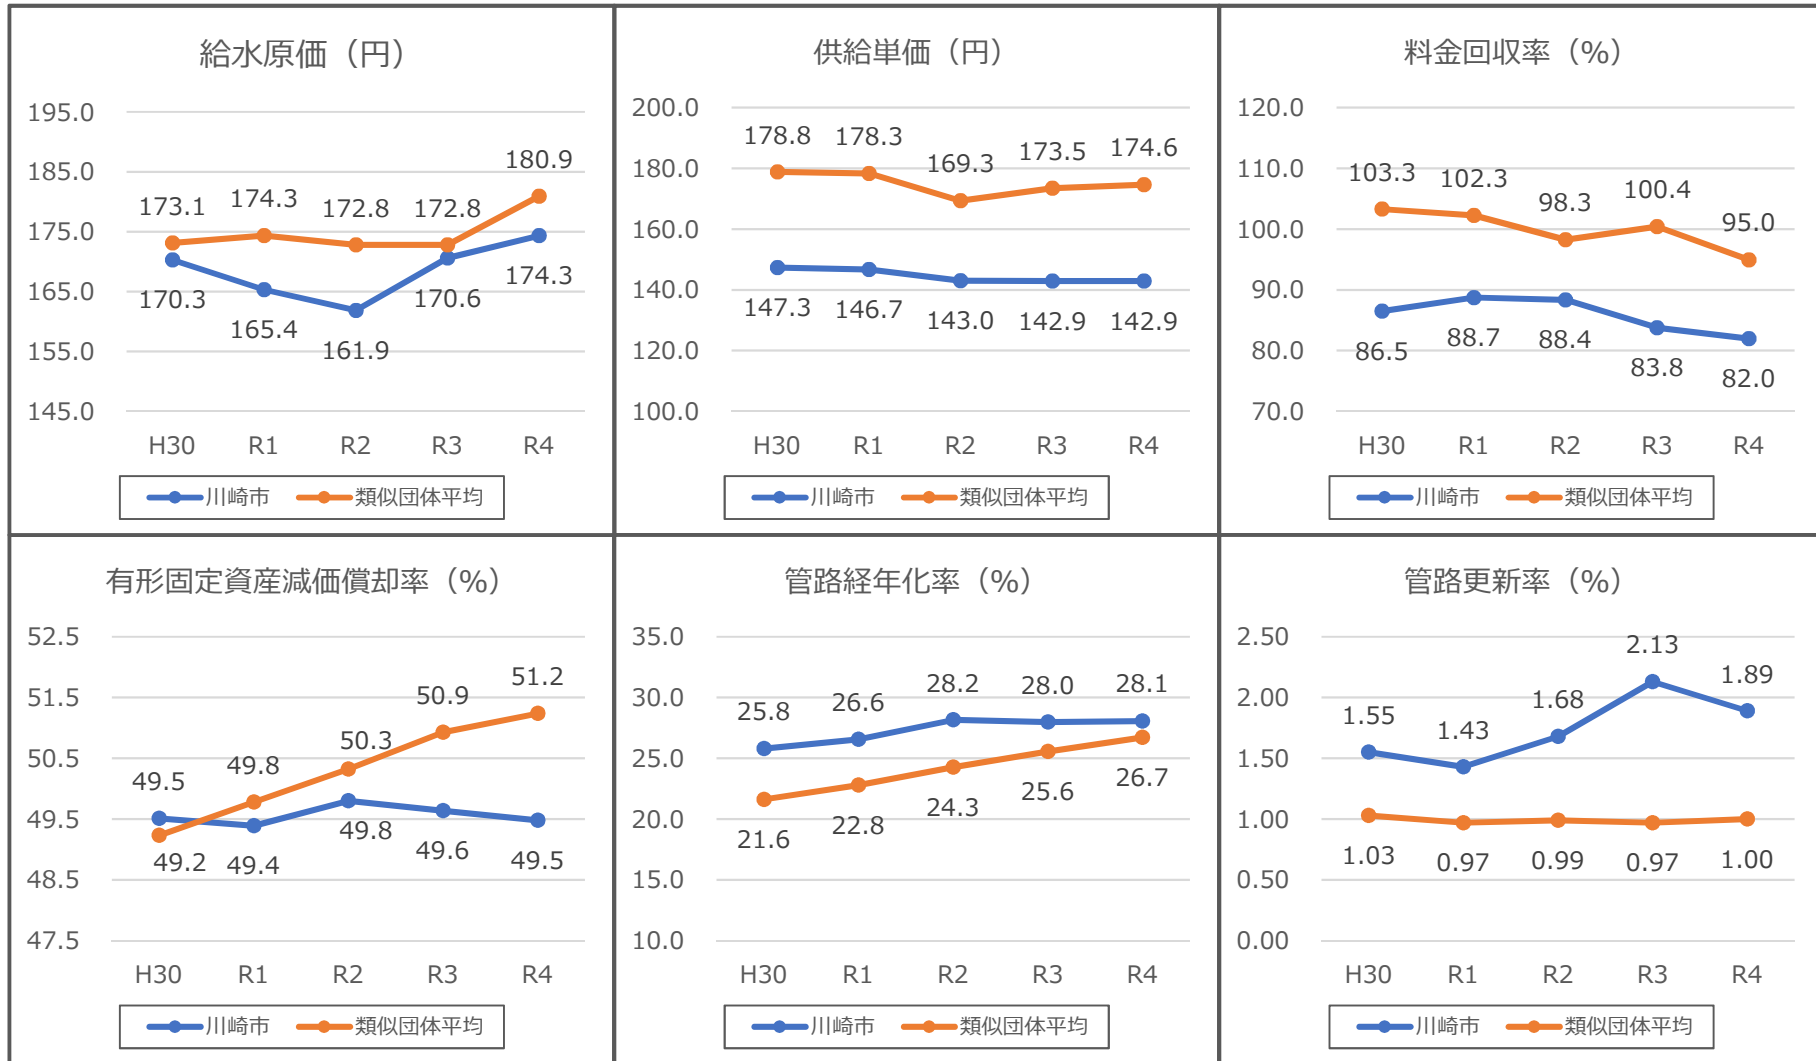 給水原価（円）
195.0
185.0
175.0
165.0
155.0
145.0
173.1 174.3 172.8 172.8 180.9
170.3 165.4 161.9 170.6 174.3
H30 R1 R2 R3 R4
川崎市 類似団体平均
供給単価（円）
200.0
180.0
160.0
140.0
120.0
100.0
178.8 178.3 169.3 173.5 174.6
147.3 146.7 143.0 142.9 142.9
H30 R1 R2 R3 R4
川崎市 類似団体平均
料金回収率（%）
120.0
110.0
100.0
90.0
80.0
70.0
103.3 102.3 98.3 100.4 95.0
86.5 88.7 88.4 83.8 82.0
H30 R1 R2 R3 R4
川崎市 類似団体平均
有形固定資産減価償却率（%）
52.5
51.5
50.5
49.5
48.5
47.5
49.5 49.8 50.3 50.9 51.2
49.2 49.4 49.8 49.6 49.5
H30 R1 R2 R3 R4
川崎市 類似団体平均
管路経年化率（%）
35.0
30.0
25.0
20.0
15.0
10.0
25.8 26.6 28.2 28.0 28.1
21.6 22.8 24.3 25.6 26.7
H30 R1 R2 R3 R4
川崎市 類似団体平均
管路更新率（%）
2.50
2.00
1.50
1.00
0.50
0.00
1.55 1.43 1.68 2.13 1.89
1.03 0.97 0.99 0.97 1.00
H30 R1 R2 R3 R4
川崎市 類似団体平均